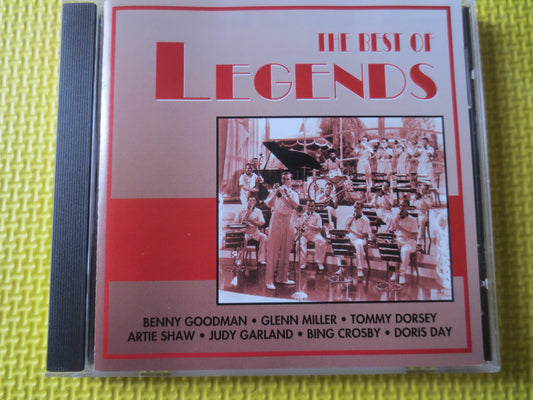 THE BEST OF
LEGENDS
BENNY GOODMAN • GLENN MILLER • TOMMY DORSEY
ARTIE SHAW • JUDY GARLAND • BING CROSBY • DORIS DAY